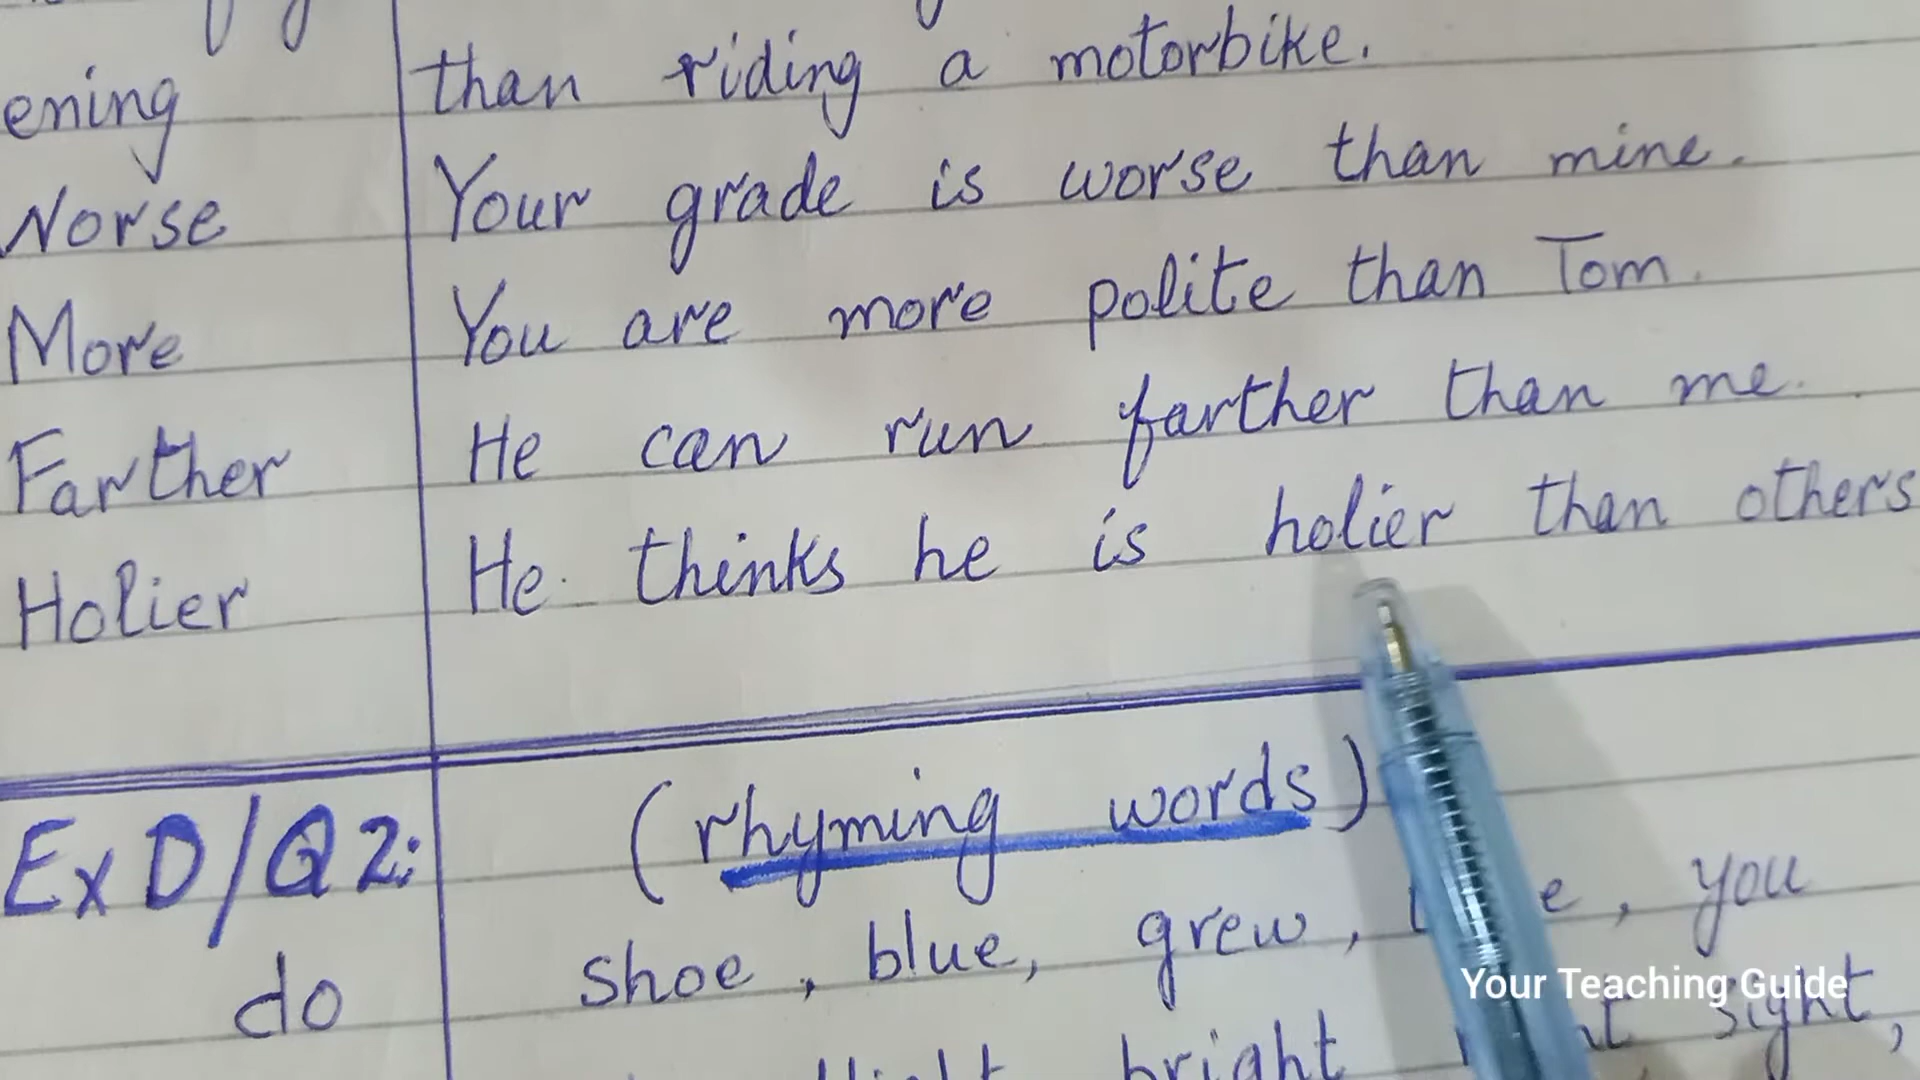 ening than riding a motorbike.
Worse Your grade is worse than mine.
More You are more polite than Tom.
Farther He can run farther than me.
Holier He thinks he is holier than others
Ex D/Q2: (rhyming words)
do shoe, blue, grew, you
bright sight,
Your Teaching Guide